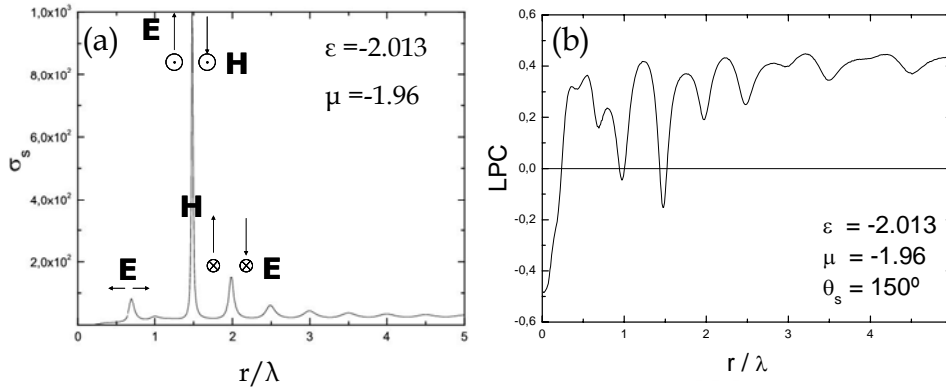 (a)
E
H
ε =-2.013
μ =-1.96
1,0x10³
8,0x10²
6,0x10²
4,0x10²
2,0x10²
σs
H
E
E
0
1
2
3
4
5
r/λ
(b)
0,6
0,4
0,2
0,0
-0,2
-0,4
-0,6
LPC
ε = -2.013
μ = -1.96
θs = 150º
0
1
2
3
4
r / λ